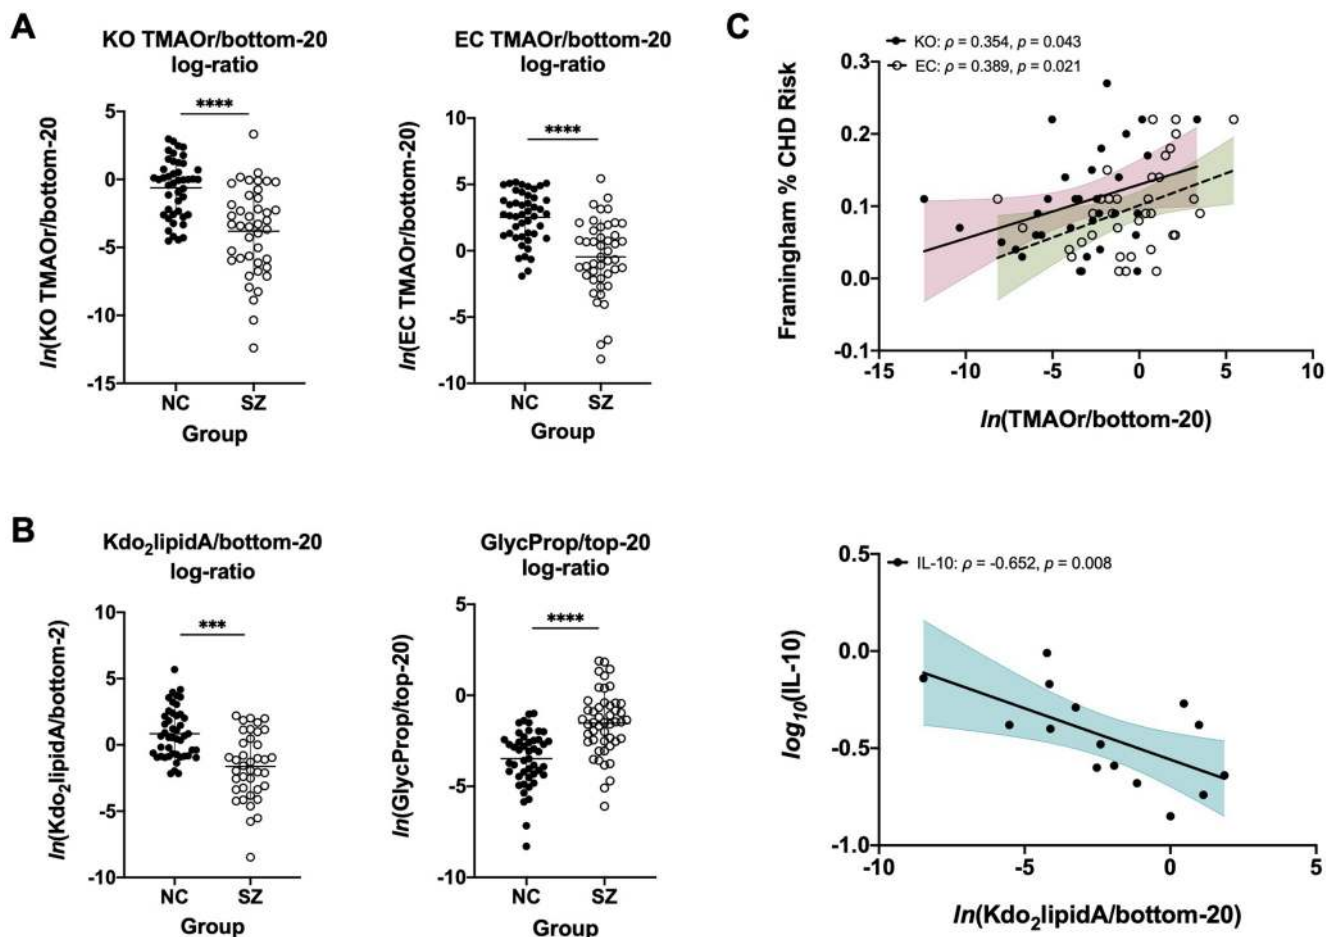 A
KO TMAOr/bottom-20
log-ratio
ln(KO TMAOr/bottom-20
5
0
-5
-10
-15
****
NC
SZ
Group
EC TMAOr/bottom-20
log-ratio
ln(EC TMAOr/bottom-20)
10
5
0
-5
-10
****
NC
SZ
Group
C
KO: ρ = 0.354, p = 0.043
EC: ρ = 0.389, p = 0.021
Framingham % CHD Risk
0.3
0.2
0.1
0.0
-0.1
-15
-10
-5
0
5
10
ln(TMAOr/bottom-20)
B
Kdo₂lipidA/bottom-20
log-ratio
ln(Kdo₂lipidA/bottom-2)
10
5
0
-5
-10
***
NC
SZ
Group
GlycProp/top-20
log-ratio
ln(GlycProp/top-20)
5
0
-5
-10
****
NC
SZ
Group
IL-10: ρ = -0.652, p = 0.008
log₁₀(IL-10)
0.5
0.0
-0.5
-1.0
-10
-5
0
5
ln(Kdo₂lipidA/bottom-20)